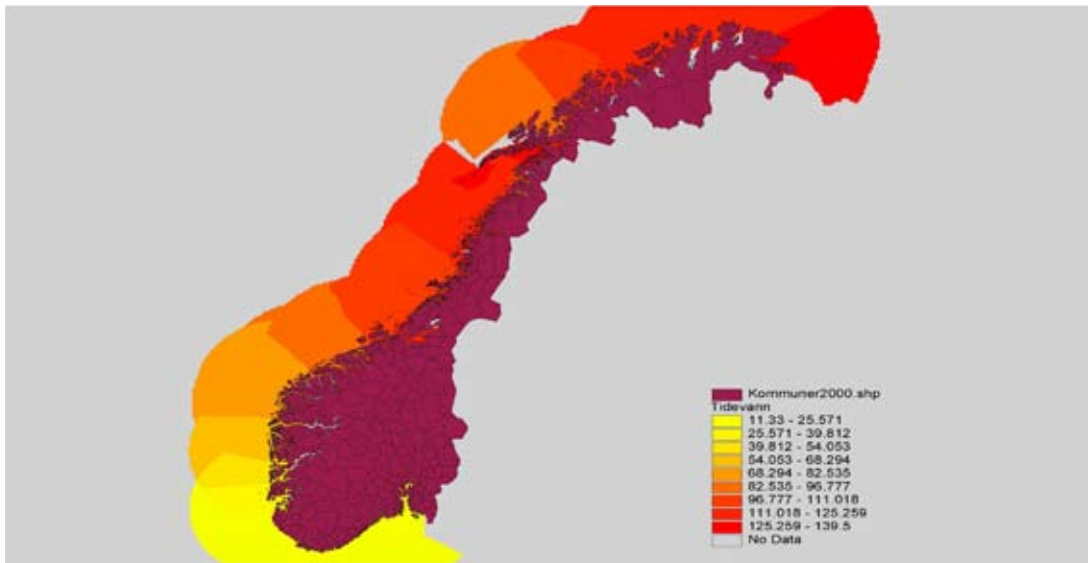 Kommuner2000.shp
Tidevann
11.33 - 25.571
25.571 - 39.812
39.812 - 54.053
54.053 - 68.294
68.294 - 82.535
82.535 - 96.777
96.777 - 111.018
111.018 - 125.259
125.259 - 139.5
No Data